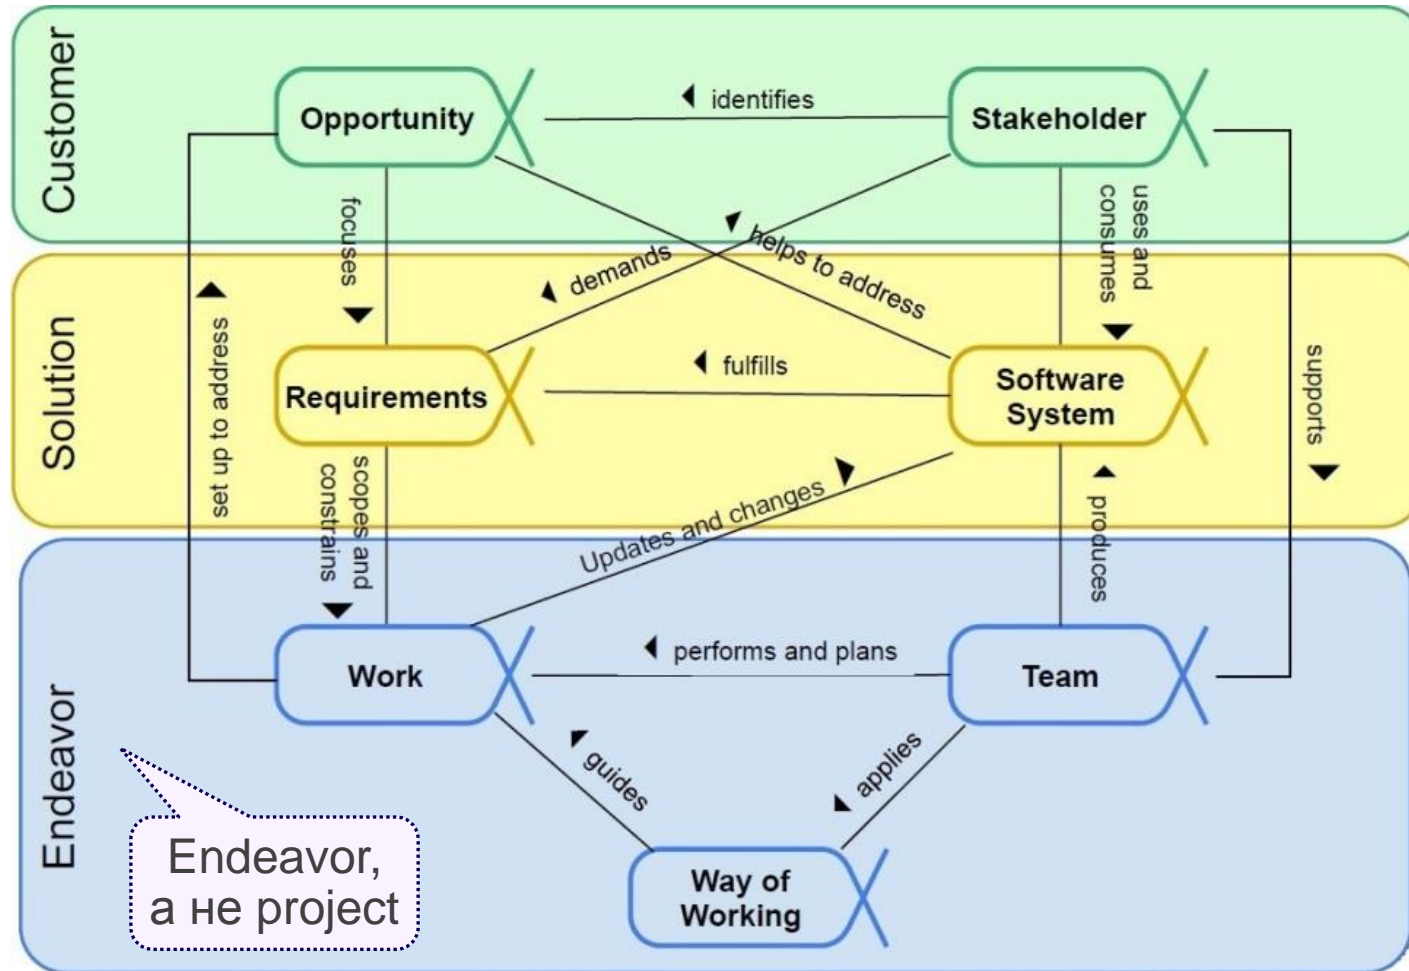 Customer
Opportunity
identifies
Stakeholder
focuses
demands
helps to address
uses and
consumes
Solution
set up to address
Requirements
fulfills
Software
System
supports
scopes and
constrains
Updates and changes
produces
Endeavor
Work
performs and plans
Team
guides
applies
Way of
Working
Endeavor,
а не project